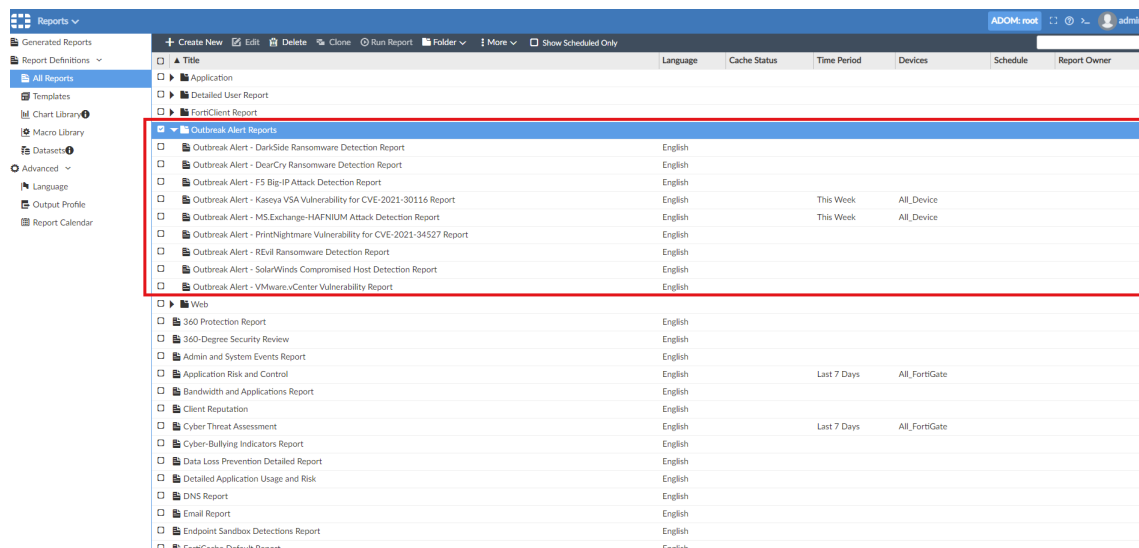 Reports
ADOM: root
admin
Generated Reports
Report Definitions
All Reports
Templates
Chart Library
Macro Library
Datasets
Advanced
Language
Output Profile
Report Calendar
Create New Edit Delete Clone Run Report Folder More Show Scheduled Only
Title Language Cache Status Time Period Devices Schedule Report Owner
Application
Detailed User Report
FortiClient Report
Outbreak Alert Reports
Outbreak Alert - DarkSide Ransomware Detection Report English
Outbreak Alert - DearCry Ransomware Detection Report English
Outbreak Alert - F5 Big-IP Attack Detection Report English
Outbreak Alert - Kaseya VSA Vulnerability for CVE-2021-30116 Report English This Week All_Device
Outbreak Alert - MS.Exchange-HAFNIUM Attack Detection Report English This Week All_Device
Outbreak Alert - PrintNightmare Vulnerability for CVE-2021-34527 Report English
Outbreak Alert - REvil Ransomware Detection Report English
Outbreak Alert - SolarWinds Compromised Host Detection Report English
Outbreak Alert - VMware.vCenter Vulnerability Report English
Web
360 Protection Report English
360-Degree Security Review English
Admin and System Events Report English
Application Risk and Control English Last 7 Days All_FortiGate
Bandwidth and Applications Report English
Client Reputation English
Cyber Threat Assessment English Last 7 Days All_FortiGate
Cyber-Bullying Indicators Report English
Data Loss Prevention Detailed Report English
Detailed Application Usage and Risk English
DNS Report English
Email Report English
Endpoint Sandbox Detections Report English
FortiCache Default Report English